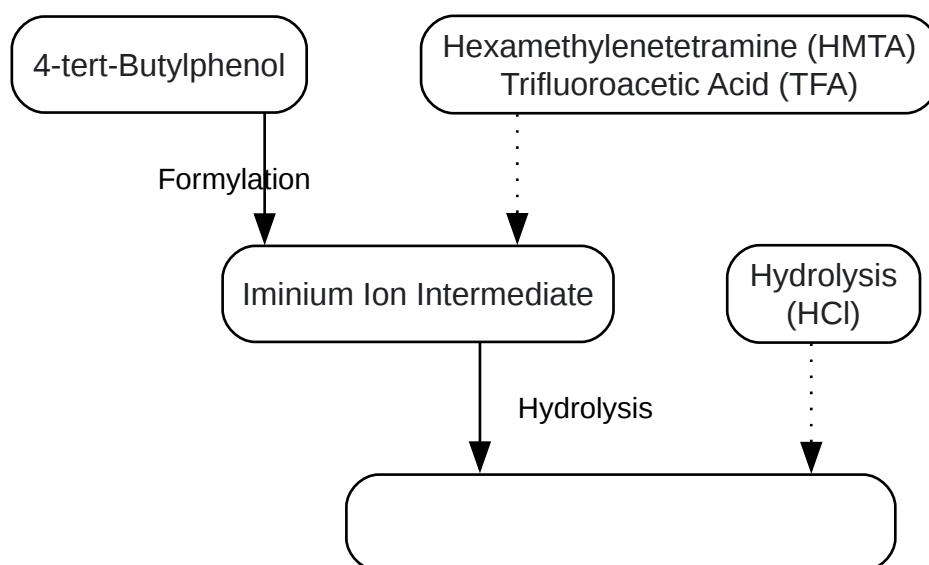 4-tert-Butylphenol
Hexamethylenetetramine (HMTA)
Trifluoroacetic Acid (TFA)
Formylation
Iminium Ion Intermediate
Hydrolysis
(HCl)
Hydrolysis